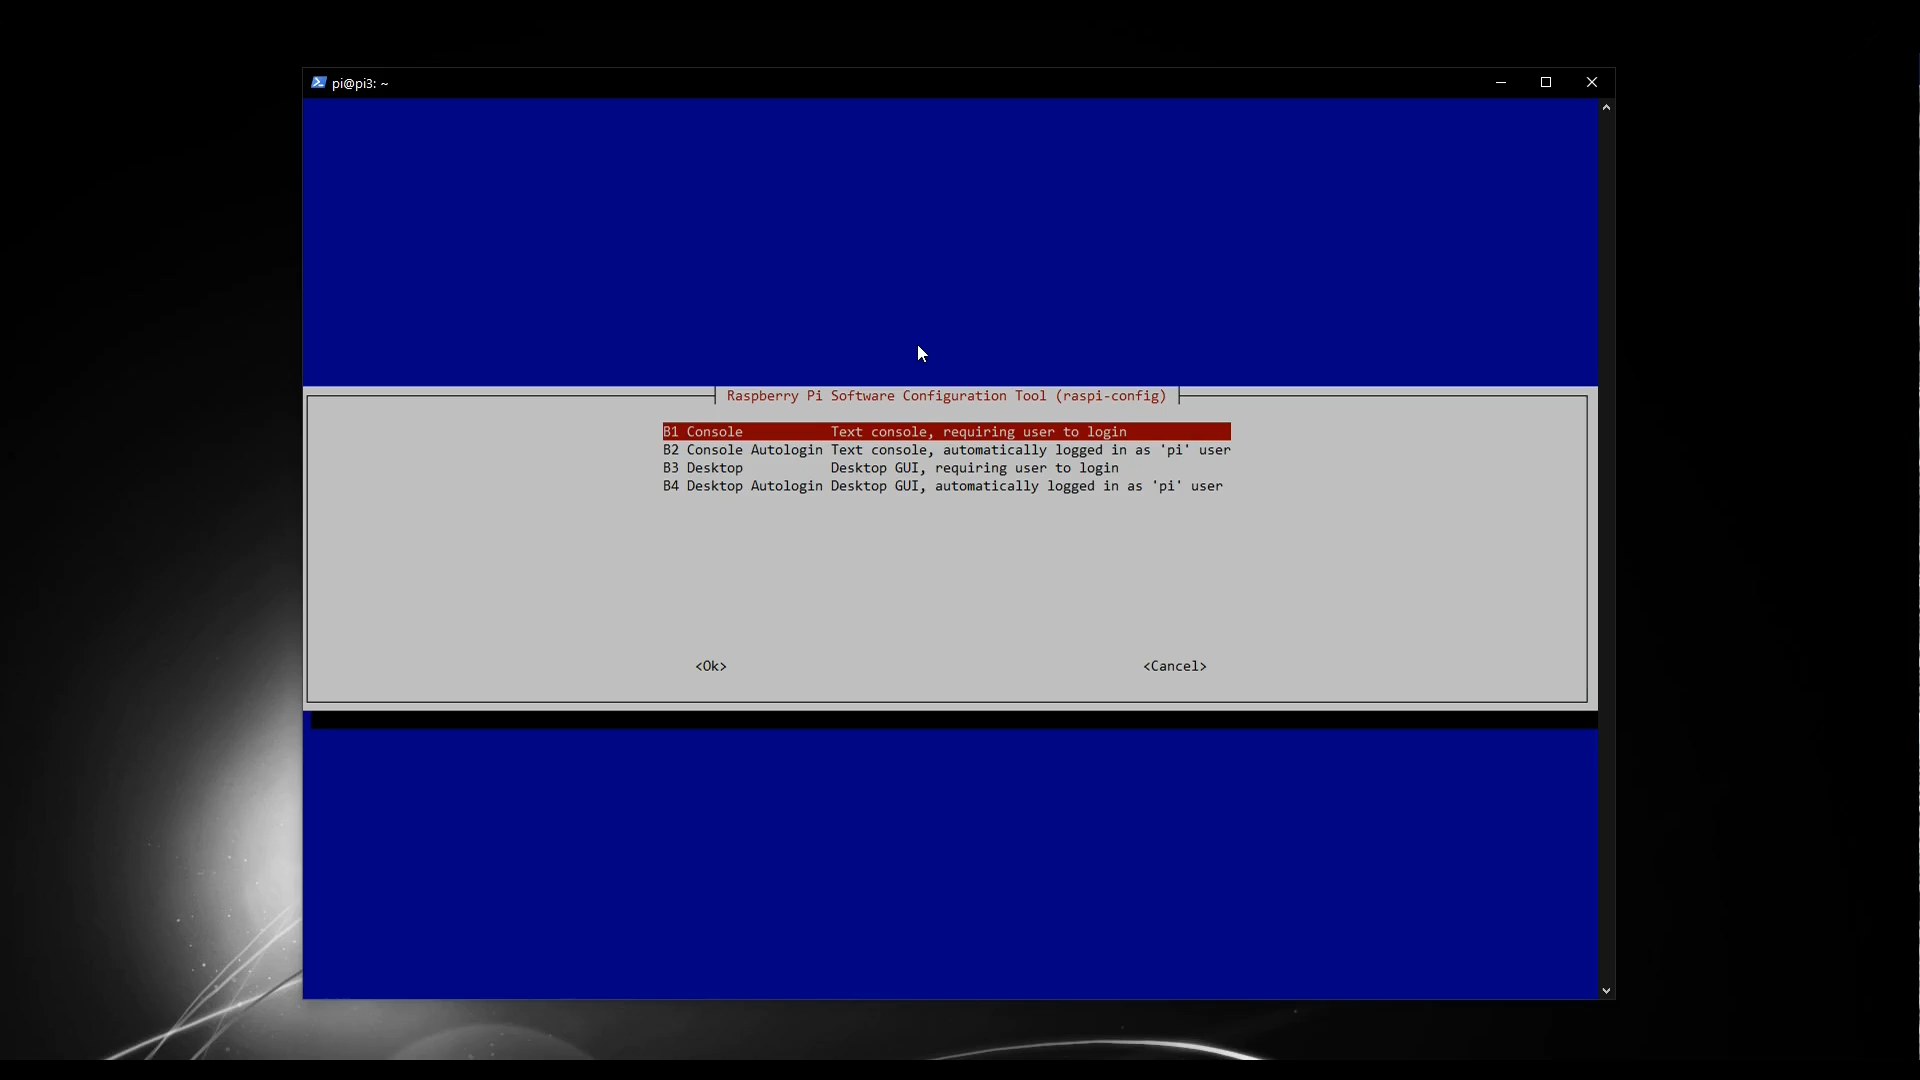 pi@pi3: ~
Raspberry Pi Software Configuration Tool (raspi-config)
B1 Console Text console, requiring user to login
B2 Console Autologin Text console, automatically logged in as 'pi' user
B3 Desktop Desktop GUI, requiring user to login
B4 Desktop Autologin Desktop GUI, automatically logged in as 'pi' user
<Ok> <Cancel>